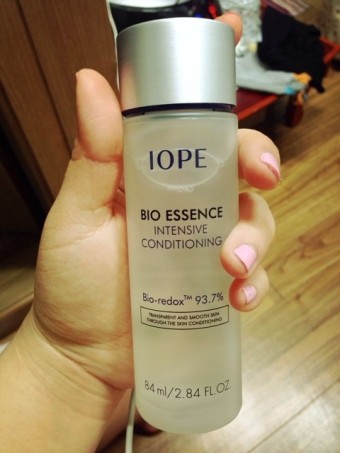 IOPE
BIO ESSENCE
INTENSIVE
CONDITIONING
Bio-redox™ 93.7%
TRANSPARENT AND SMOOTH SKIN
THROUGH THE SKIN CONDITIONING
84 ml/2.84 FL.OZ.